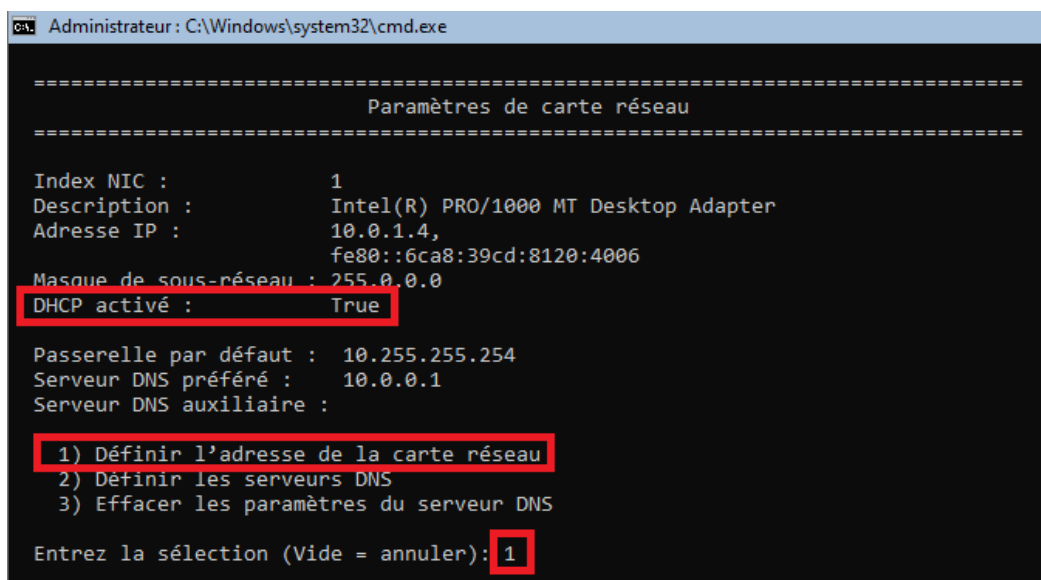 Administrateur : C:\Windows\system32\cmd.exe
================================================================================
Paramètres de carte réseau
================================================================================
Index NIC : 1
Description : Intel(R) PRO/1000 MT Desktop Adapter
Adresse IP : 10.0.1.4,
fe80::6ca8:39cd:8120:4006
Masque de sous-réseau : 255.0.0.0
DHCP activé : True
Passerelle par défaut : 10.255.255.254
Serveur DNS préféré : 10.0.0.1
Serveur DNS auxiliaire :
1) Définir l’adresse de la carte réseau
2) Définir les serveurs DNS
3) Effacer les paramètres du serveur DNS
Entrez la sélection (Vide = annuler): 1